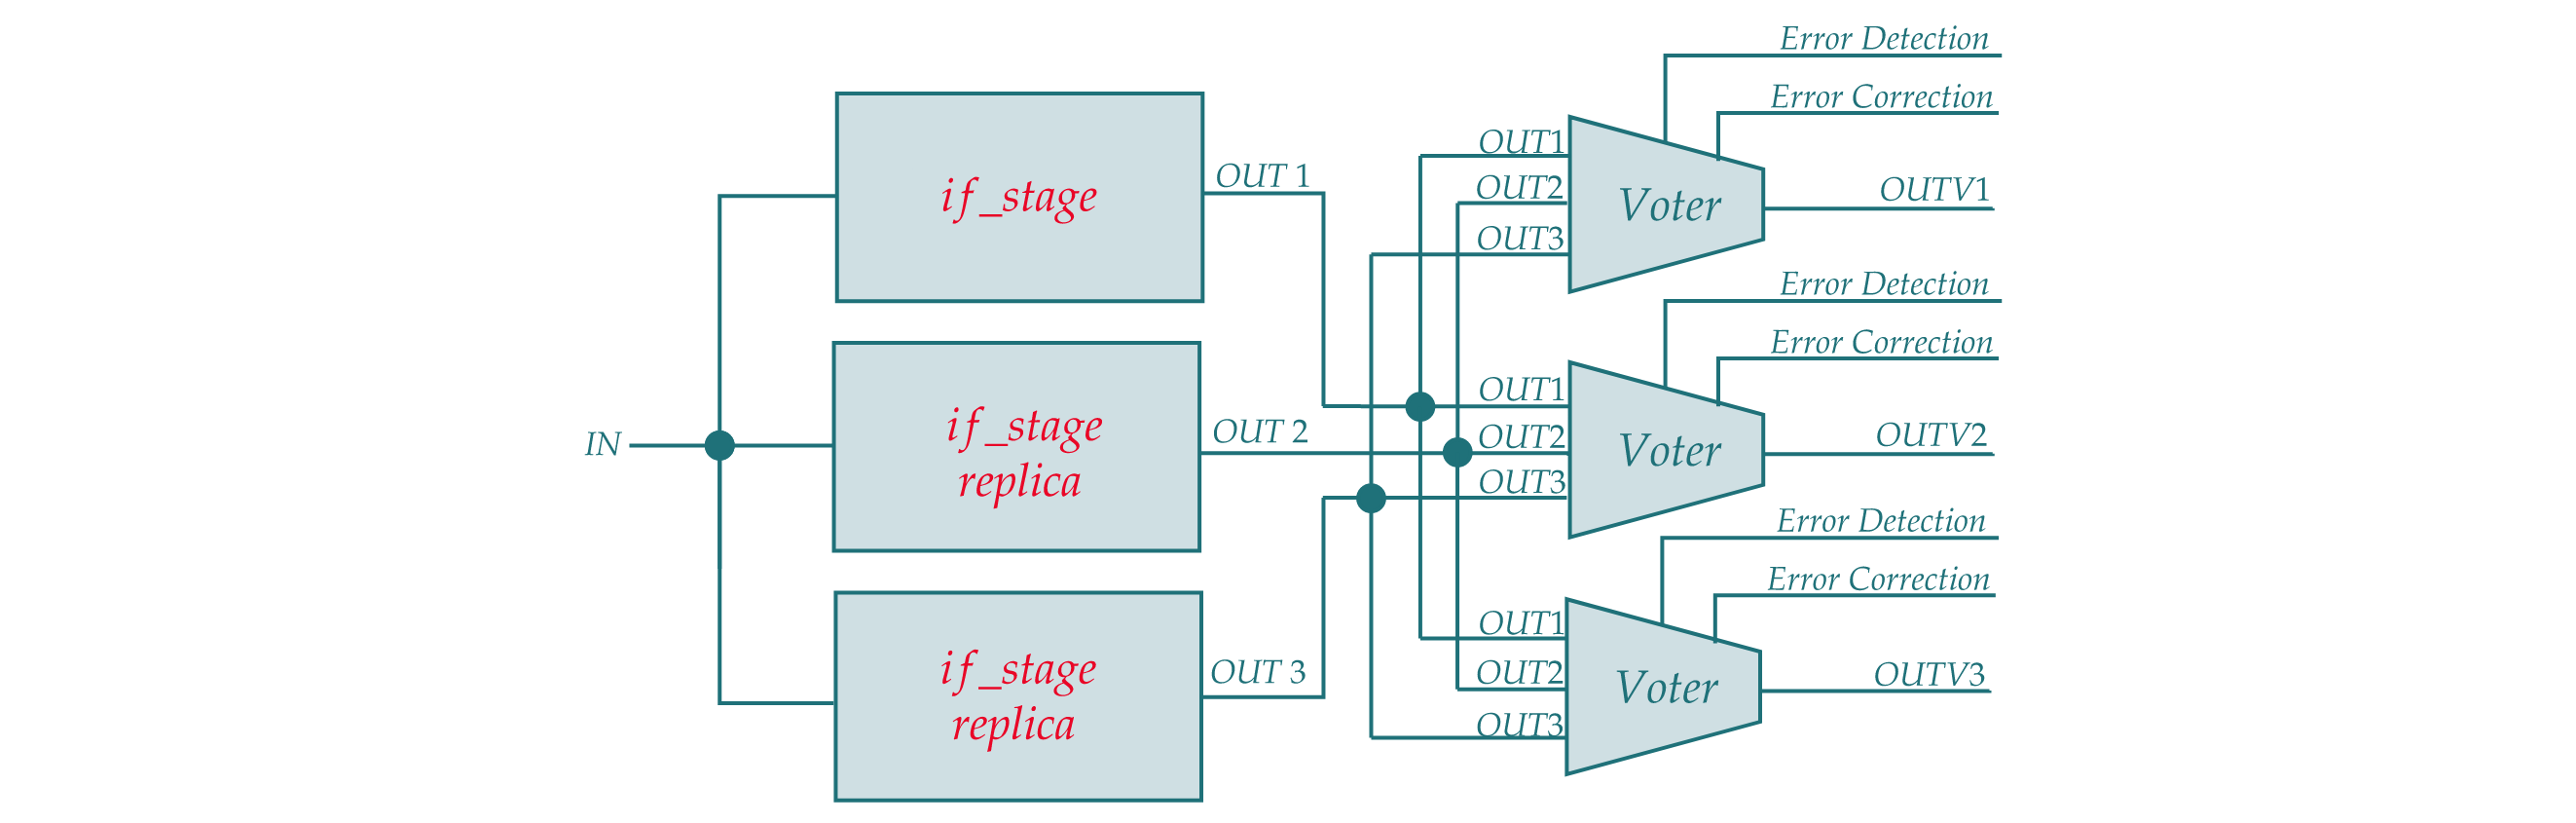 Error Detection
Error Correction
OUT1
OUT 1
if_stage
OUT2
Voter
OUTV1
OUT3
Error Detection
Error Correction
OUT1
IN
if_stage
replica
OUT 2
OUT2
Voter
OUTV2
OUT3
Error Detection
Error Correction
OUT1
if_stage
replica
OUT 3
OUT2
Voter
OUTV3
OUT3